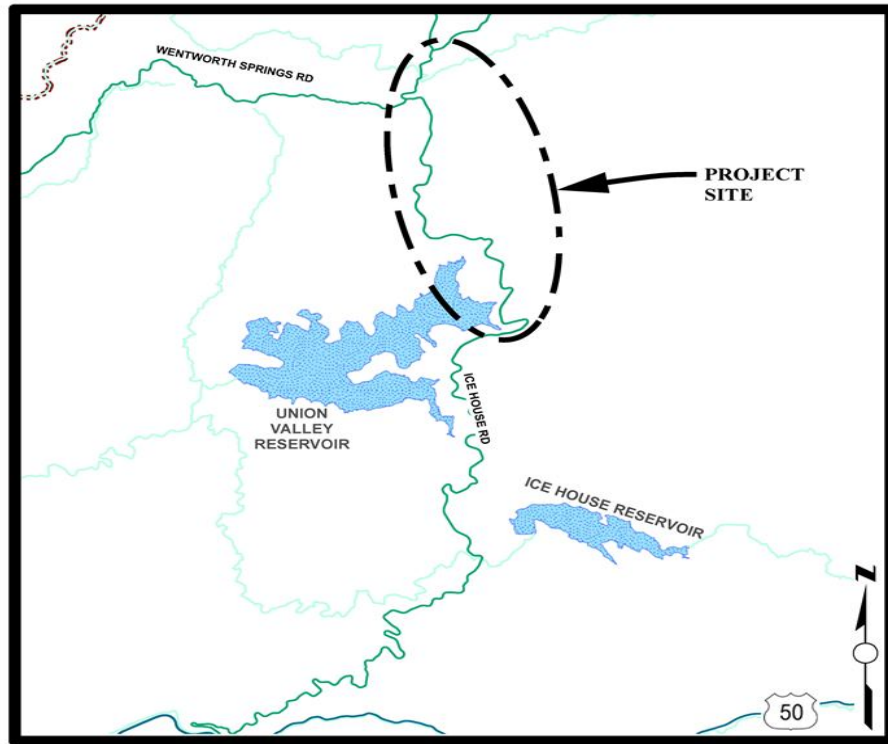 WENTWORTH SPRINGS RD
PROJECT
SITE
UNION
VALLEY
RESERVOIR
ICE HOUSE RD
ICE HOUSE RESERVOIR
N
50